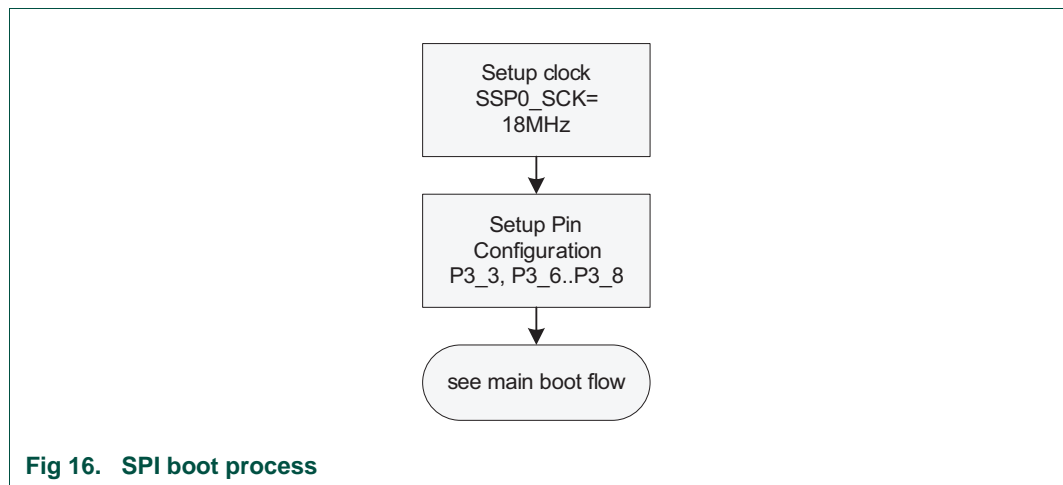 Setup clock
SSP0_SCK=
18MHz
Setup Pin
Configuration
P3_3, P3_6..P3_8
see main boot flow
Fig 16. SPI boot process